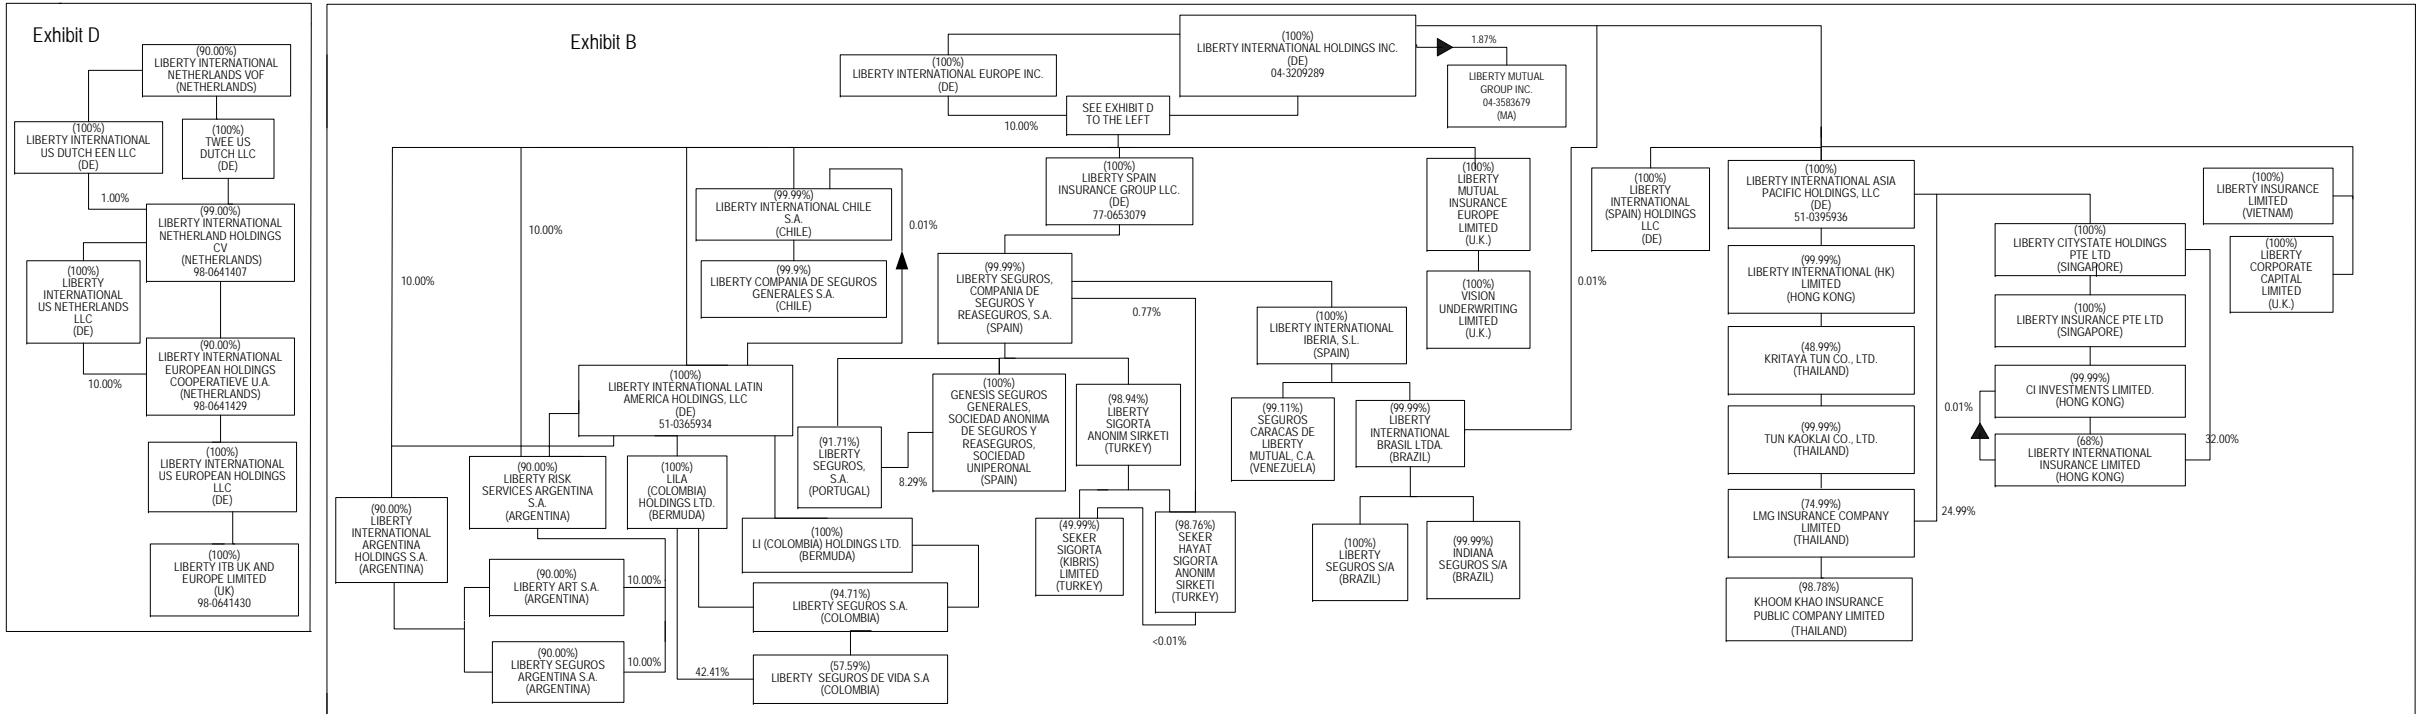 Exhibit D
(90.00%)
LIBERTY INTERNATIONAL
NETHERLANDS VOF
(NETHERLANDS)
(100%)
LIBERTY INTERNATIONAL
US DUTCH EEN LLC
(DE)
(100%)
TWEE US
DUTCH LLC
(DE)
1.00%
(99.00%)
LIBERTY INTERNATIONAL
NETHERLAND HOLDINGS
CV
(NETHERLANDS)
98-0641407
(100%)
LIBERTY
INTERNATIONAL
US NETHERLANDS
LLC
(DE)
10.00%
(90.00%)
LIBERTY INTERNATIONAL
EUROPEAN HOLDINGS
COOPERATIEVE U.A.
(NETHERLANDS)
98-0641429
(100%)
LIBERTY INTERNATIONAL
US EUROPEAN HOLDINGS
LLC
(DE)
(100%)
LIBERTY ITB UK AND
EUROPE LIMITED
(UK)
98-0641430
Exhibit B
(100%)
LIBERTY INTERNATIONAL HOLDINGS INC.
(DE)
04-3209289
1.87%
LIBERTY MUTUAL
GROUP INC.
04-3583679
(MA)
(100%)
LIBERTY INTERNATIONAL EUROPE INC.
(DE)
SEE EXHIBIT D
TO THE LEFT
10.00%
10.00%
10.00%
(99.99%)
LIBERTY INTERNATIONAL CHILE
S.A.
(CHILE)
0.01%
(99.9%)
LIBERTY COMPANIA DE SEGUROS
GENERALES S.A.
(CHILE)
(100%)
LIBERTY INTERNATIONAL LATIN
AMERICA HOLDINGS, LLC
(DE)
51-0365934
(90.00%)
LIBERTY
INTERNATIONAL
ARGENTINA
HOLDINGS S.A.
(ARGENTINA)
(90.00%)
LIBERTY RISK
SERVICES ARGENTINA
S.A.
(ARGENTINA)
(90.00%)
LIBERTY ART S.A.
(ARGENTINA)
10.00%
(90.00%)
LIBERTY SEGUROS
ARGENTINA S.A.
(ARGENTINA)
10.00%
(100%)
LILA
(COLOMBIA)
HOLDINGS LTD.
(BERMUDA)
(100%)
LI (COLOMBIA) HOLDINGS LTD.
(BERMUDA)
(94.71%)
LIBERTY SEGUROS S.A.
(COLOMBIA)
42.41%
(57.59%)
LIBERTY SEGUROS DE VIDA S.A
(COLOMBIA)
(100%)
LIBERTY SPAIN
INSURANCE GROUP LLC.
(DE)
77-0653079
(99.99%)
LIBERTY SEGUROS,
COMPANIA DE
SEGUROS Y
REASEGUROS, S.A.
(SPAIN)
0.77%
(91.71%)
LIBERTY
SEGUROS,
S.A.
(PORTUGAL)
8.29%
(100%)
GENESIS SEGUROS
GENERALES,
SOCIEDAD ANONIMA
DE SEGUROS Y
REASEGUROS,
SOCIEDAD
UNIPERONAL
(SPAIN)
(98.94%)
LIBERTY
SIGORTA
ANONIM SIRKETI
(TURKEY)
(49.99%)
SEKER
SIGORTA
(KIBRIS)
LIMITED
(TURKEY)
(98.76%)
SEKER
HAYAT
SIGORTA
ANONIM
SIRKETI
(TURKEY)
<0.01%
(100%)
LIBERTY INTERNATIONAL
IBERIA, S.L.
(SPAIN)
(99.11%)
SEGUROS
CARACAS DE
LIBERTY
MUTUAL, C.A.
(VENEZUELA)
(99.99%)
LIBERTY
INTERNATIONAL
BRASIL LTDA.
(BRAZIL)
(100%)
LIBERTY
SEGUROS S/A
(BRAZIL)
(99.99%)
INDIANA
SEGUROS S/A
(BRAZIL)
(100%)
LIBERTY
MUTUAL
INSURANCE
EUROPE
LIMITED
(U.K.)
(100%)
VISION
UNDERWRITING
LIMITED
(U.K.)
0.01%
(100%)
LIBERTY
INTERNATIONAL
(SPAIN) HOLDINGS
LLC
(DE)
(100%)
LIBERTY INTERNATIONAL ASIA
PACIFIC HOLDINGS, LLC
(DE)
51-0395936
(99.99%)
LIBERTY INTERNATIONAL (HK)
LIMITED
(HONG KONG)
(48.99%)
KRITAYA TUN CO., LTD.
(THAILAND)
(99.99%)
TUN KAOKLAI CO., LTD.
(THAILAND)
(74.99%)
LMG INSURANCE COMPANY
LIMITED
(THAILAND)
24.99%
(98.78%)
KHOOM KHAO INSURANCE
PUBLIC COMPANY LIMITED
(THAILAND)
(100%)
LIBERTY CITYSTATE HOLDINGS
PTE LTD
(SINGAPORE)
(100%)
LIBERTY INSURANCE PTE LTD
(SINGAPORE)
(99.99%)
CI INVESTMENTS LIMITED.
(HONG KONG)
0.01%
(68%)
LIBERTY INTERNATIONAL
INSURANCE LIMITED
(HONG KONG)
32.00%
(100%)
LIBERTY INSURANCE
LIMITED
(VIETNAM)
(100%)
LIBERTY
CORPORATE
CAPITAL
LIMITED
(U.K.)